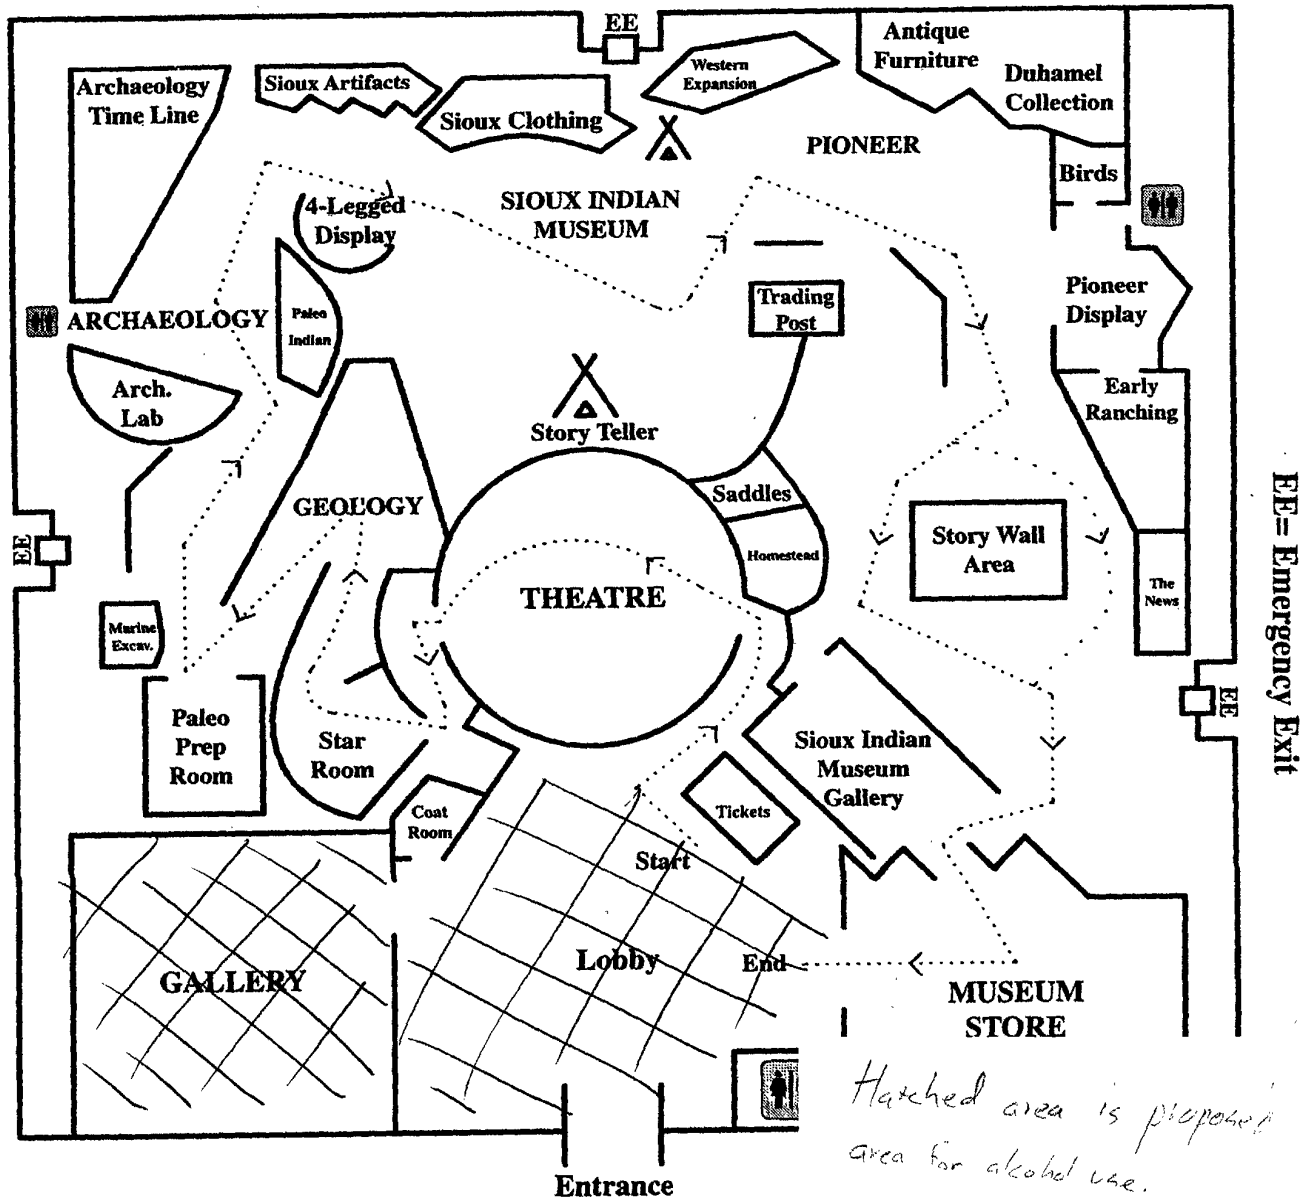 EE
Antique
Furniture
Duhamel
Collection
Western
Expansion
Archaeology
Time Line
Sioux Artifacts
Sioux Clothing
PIONEER
Birds
SIOUX INDIAN
MUSEUM
4-Legged
Display
Pioneer
Display
Trading
Post
ARCHAEOLOGY
Paleo
Indian
Arch.
Lab
Early
Ranching
Story Teller
GEOLOGY
Saddles
Homestead
Story Wall
Area
THEATRE
The
News
EE
EE= Emergency Exit
Marine
Excav.
Paleo
Prep
Room
Star
Room
Sioux Indian
Museum
Gallery
EE
Coat
Room
Tickets
Start
GALLERY
Lobby
End
MUSEUM
STORE
Hatched area is proposed
area for alcohol use.
Entrance